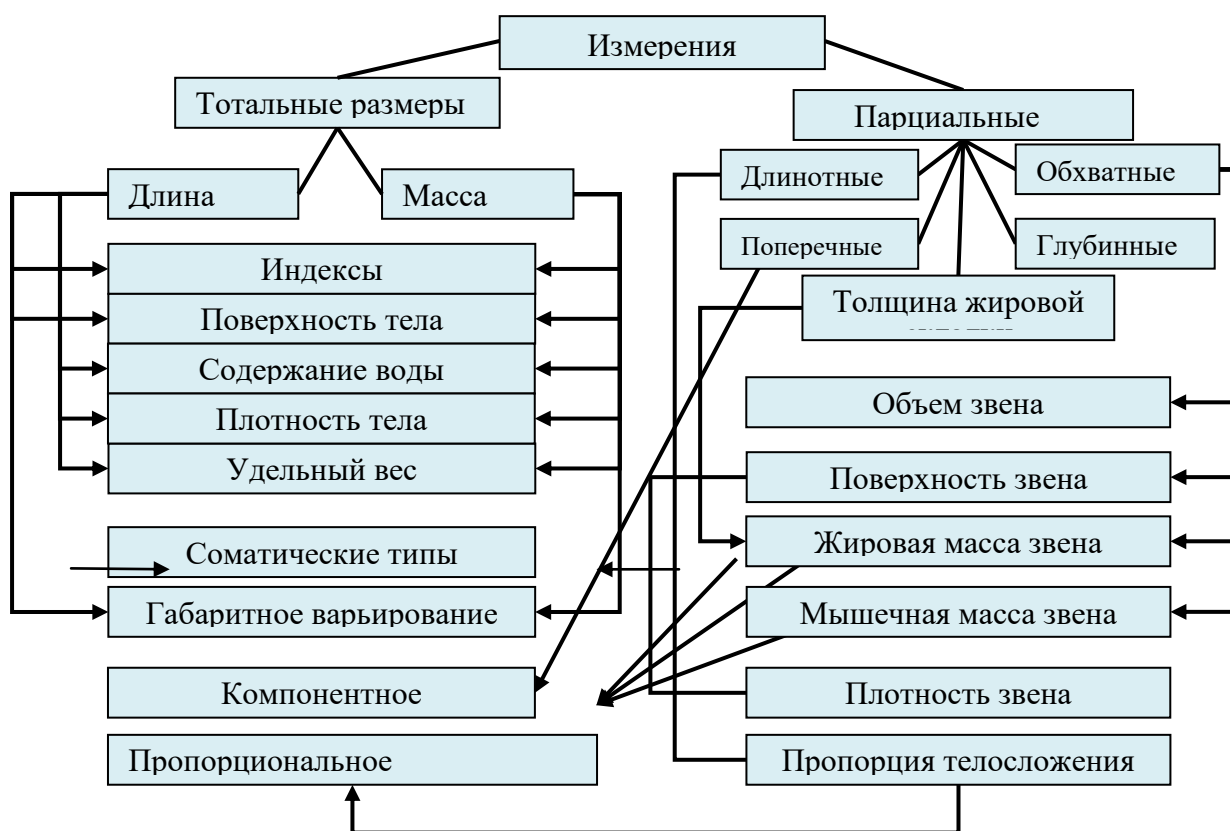 Измерения
Тотальные размеры
Парциальные
Длина
Масса
Длинотные
Обхватные
Поперечные
Глубинные
Индексы
Поверхность тела
Содержание воды
Плотность тела
Удельный вес
Соматические типы
Габаритное варьирование
Компонентное
Пропорциональное
Толщина жировой
Объем звена
Поверхность звена
Жировая масса звена
Мышечная масса звена
Плотность звена
Пропорция телосложения